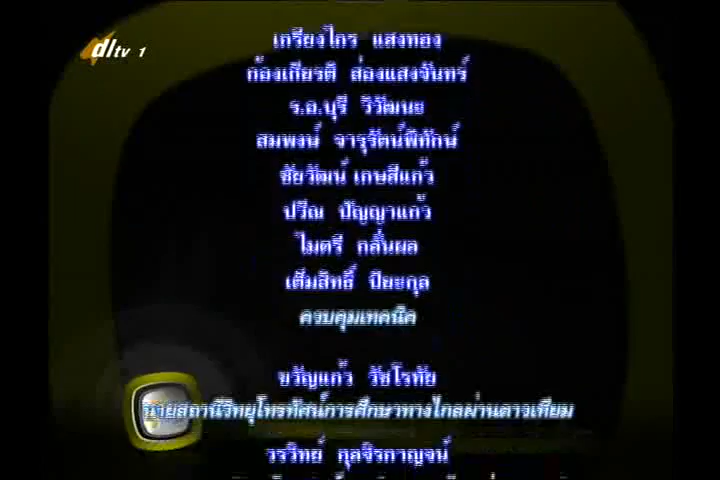 dltv 1
เกรียงไกร แสงทอง
ก้องเกียรติ ส่องแสงจันทร์
ร.อ.บุรี วิวัฒนะ
สมพงษ์ จารุรัตน์พิทักษ์
ชัยวัฒน์ เกษสีแก้ว
ปวีณ ปัญญาแก้ว
ไมตรี กลั่นผล
เต็มสิทธิ์ ปิยะกุล
ควบคุมเทคนิค
ขวัญแก้ว วัชโรทัย
นายสถานีวิทยุโทรทัศน์การศึกษาทางไกลผ่านดาวเทียม
วรวิทย์ กุลจิรกาญจน์